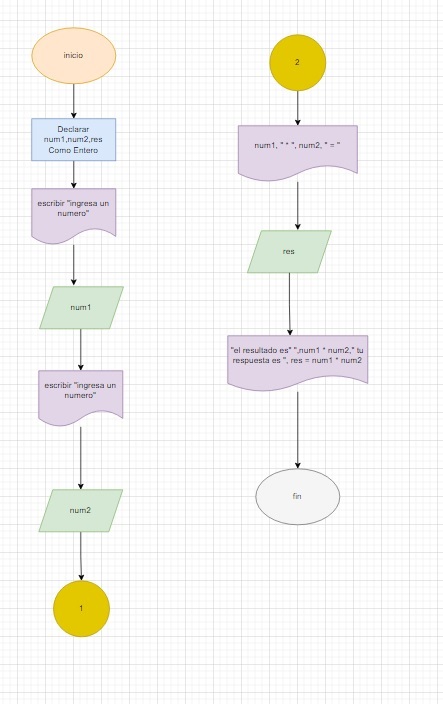 inicio
Declarar
num1,num2,res
Como Entero
escribir "ingresa un
numero"
num1
escribir "ingresa un
numero"
num2
1
2
num1, " * ", num2, " = "
res
"el resultado es" ",num1 * num2," tu
respuesta es ", res = num1 * num2
fin